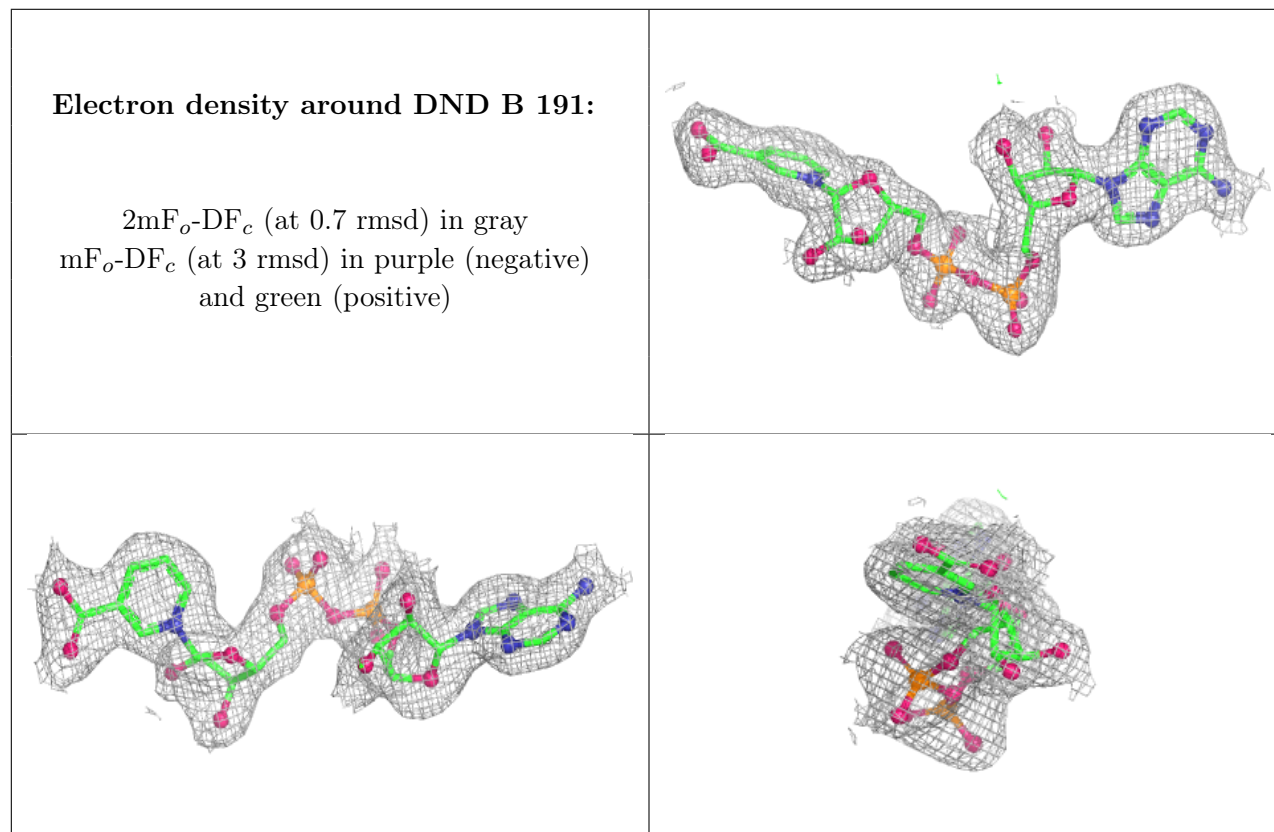 Electron density around DND B 191:
2mFo-DFc (at 0.7 rmsd) in gray
mFo-DFc (at 3 rmsd) in purple (negative)
and green (positive)